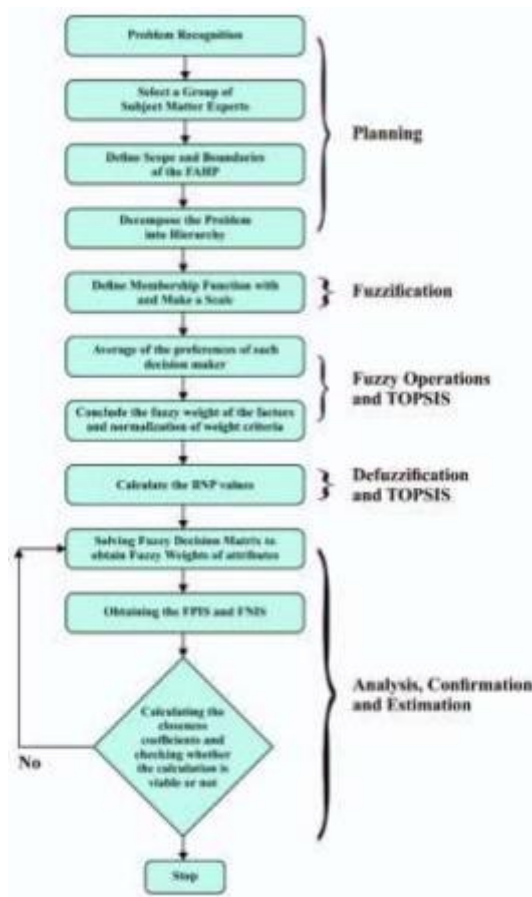 Problem Recognition
Select a Group of
Subject Matter Experts
Planning
Define Scope and Boundaries
of the FAHP
Decompose the Problem
into Hierarchy
Define Membership Function with
and Make a Scale
Fuzzification
Average of the preferences of each
decision maker
Fuzzy Operations
and TOPSIS
Conclude the fuzzy weight of the factors
and normalization of weight criteria
Calculate the BNP values
Defuzzification
and TOPSIS
Solving Fuzzy Decision Matrix to
obtain Fuzzy Weights of attributes
Obtaining the FPIS and FNIS
Analysis, Confirmation
and Estimation
Calculating the
closeness
coefficients and
checking whether
the calculation is
viable or not
No
Stop